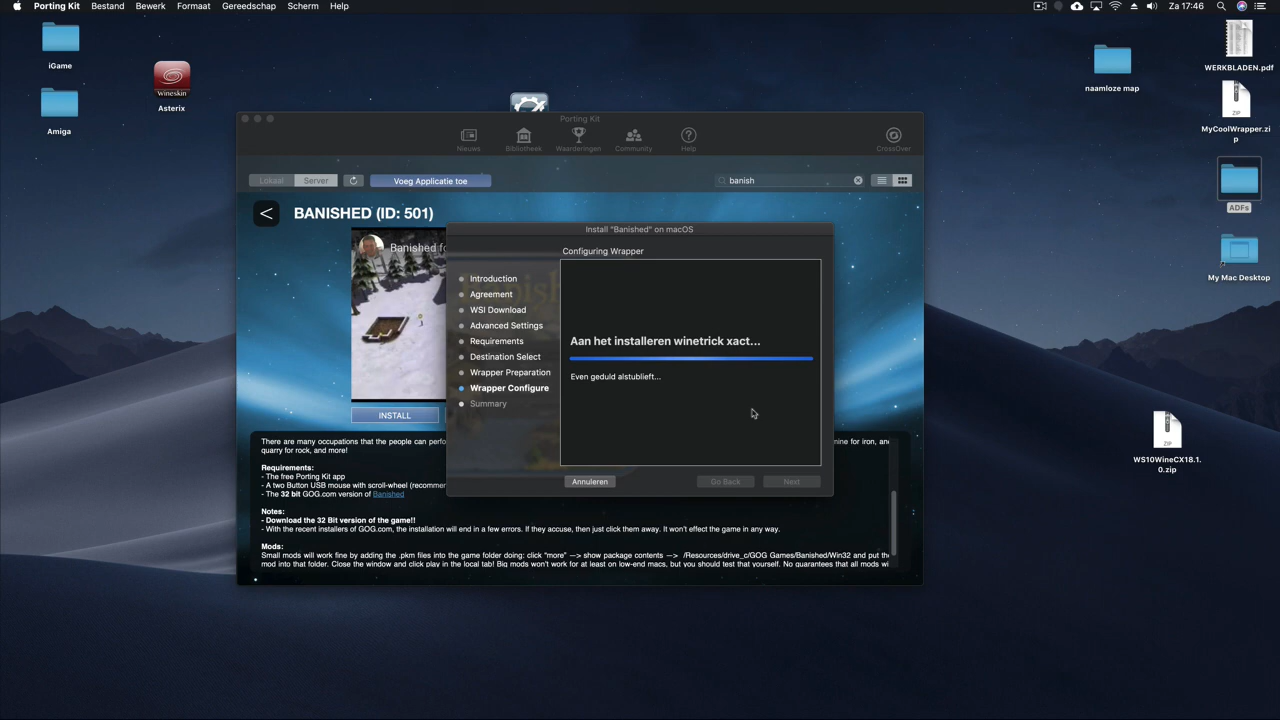 Porting Kit Bestand Bewerk Formaat Gereedschap Scherm Help
Za 17:46
iGame
Amiga
Wineskin
Asterix
naamloze map
WERKBLADEN.pdf
ZIP
MyCoolWrapper.zi
p
ADFs
My Mac Desktop
ZIP
WS10WineCX18.1.
0.zip
Porting Kit
Nieuws Bibliotheek Waarderingen Community Help CrossOver
Lokaal Server Voeg Applicatie toe banish
< BANISHED (ID: 501)
Banished fo
INSTALL
Install "Banished" on macOS
Configuring Wrapper
Introduction
Agreement
WSI Download
Advanced Settings
Requirements
Destination Select
Wrapper Preparation
Wrapper Configure
Summary
Aan het installeren winetrick xact...
Even geduld alstublieft...
Annuleren Go Back Next
There are many occupations that the people can perfo mine for iron, and
quarry for rock, and more!
Requirements:
- The free Porting Kit app
- A two Button USB mouse with scroll-wheel (recommer
- The 32 bit GOG.com version of Banished
Notes:
- Download the 32 Bit version of the game!!
- With the recent installers of GOG.com, the installation will end in a few errors. If they accuse, then just click them away. It won't effect the game in any way.
Mods:
Small mods will work fine by adding the .pkm files into the game folder doing: click "more" —> show package contents —> /Resources/drive_c/GOG Games/Banished/Win32 and put the
mod into that folder. Close the window and click play in the local tab! Big mods won't work for at least on low-end macs, but you should test that yourself. No guarantees that all mods wi